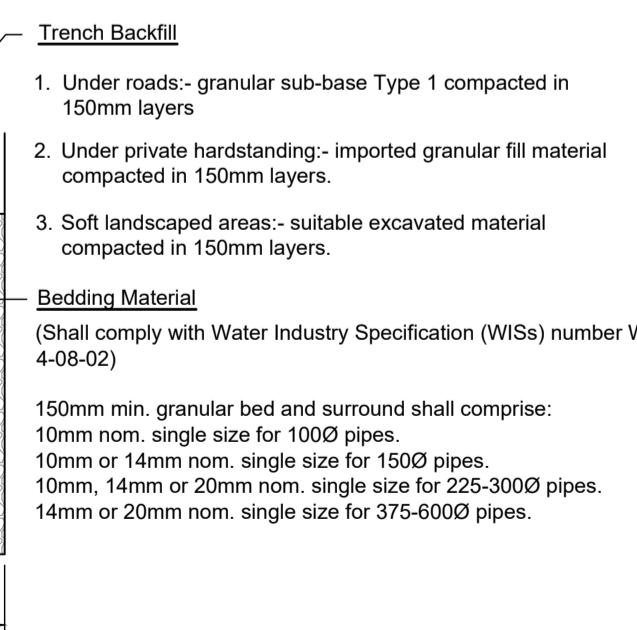 Trench Backfill
1. Under roads:- granular sub-base Type 1 compacted in
150mm layers
2. Under private hardstanding:- imported granular fill material
compacted in 150mm layers.
3. Soft landscaped areas:- suitable excavated material
compacted in 150mm layers.
Bedding Material
(Shall comply with Water Industry Specification (WISs) number
4-08-02)
150mm min. granular bed and surround shall comprise:
10mm nom. single size for 100Ø pipes.
10mm or 14mm nom. single size for 150Ø pipes.
10mm, 14mm or 20mm nom. single size for 225-300Ø pipes.
14mm or 20mm nom. single size for 375-600Ø pipes.